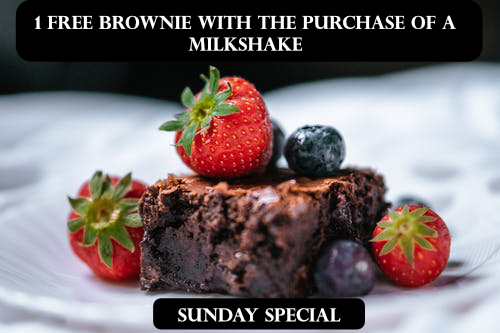 1 FREE BROWNIE WITH THE PURCHASE OF A
MILKSHAKE
SUNDAY SPECIAL